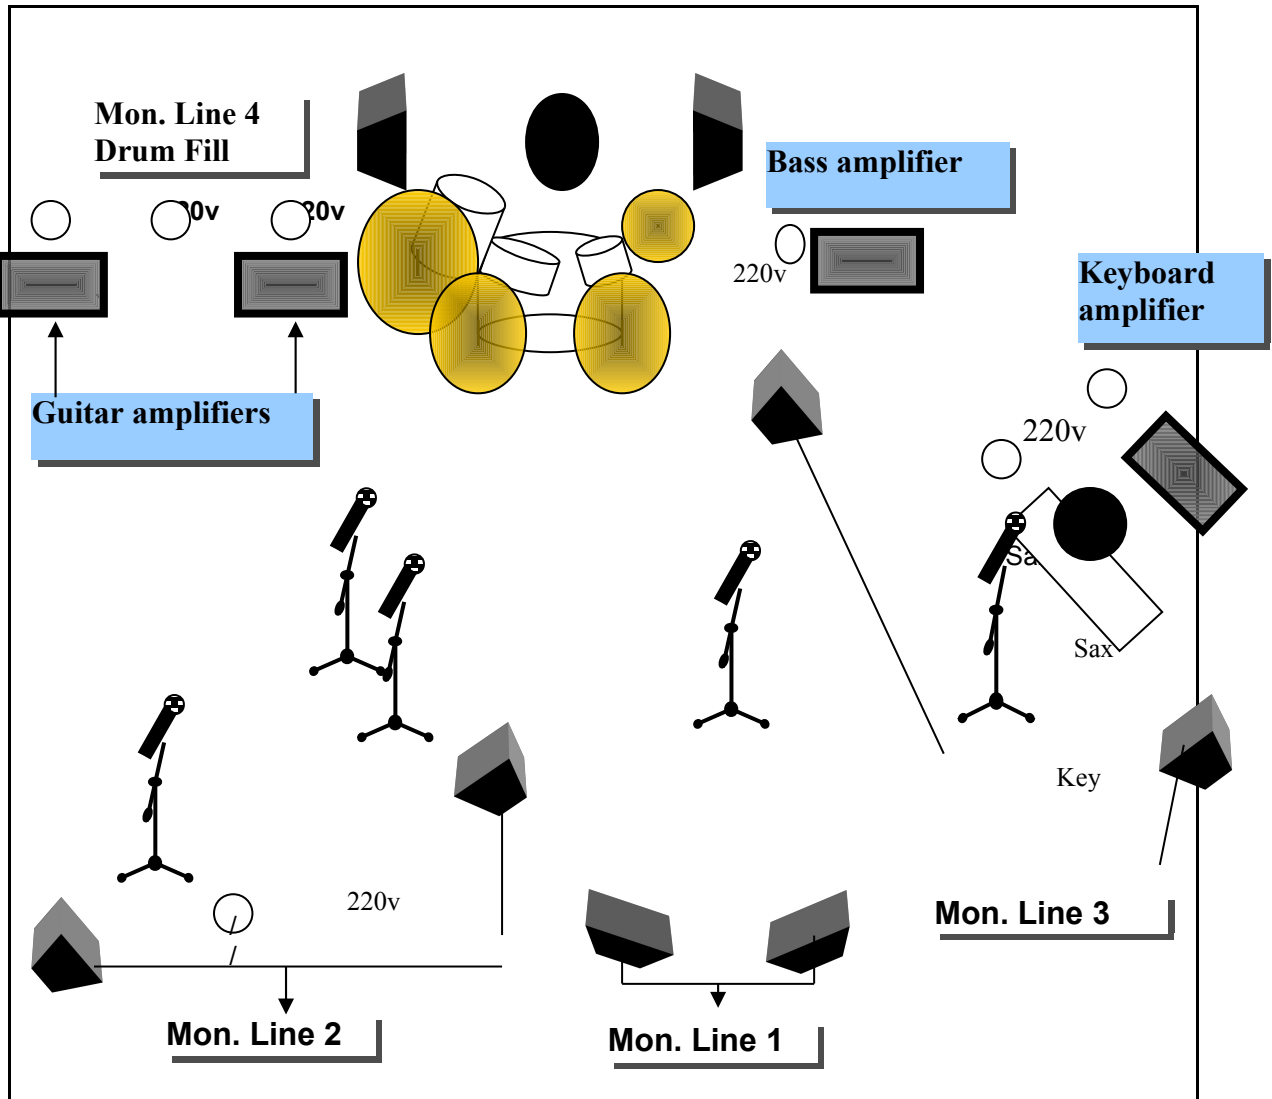 Mon. Line 4
Drum Fill
Bass amplifier
220v
Keyboard
amplifier
Guitar amplifiers
220v
Sax
Key
220v
Mon. Line 3
Mon. Line 2
Mon. Line 1